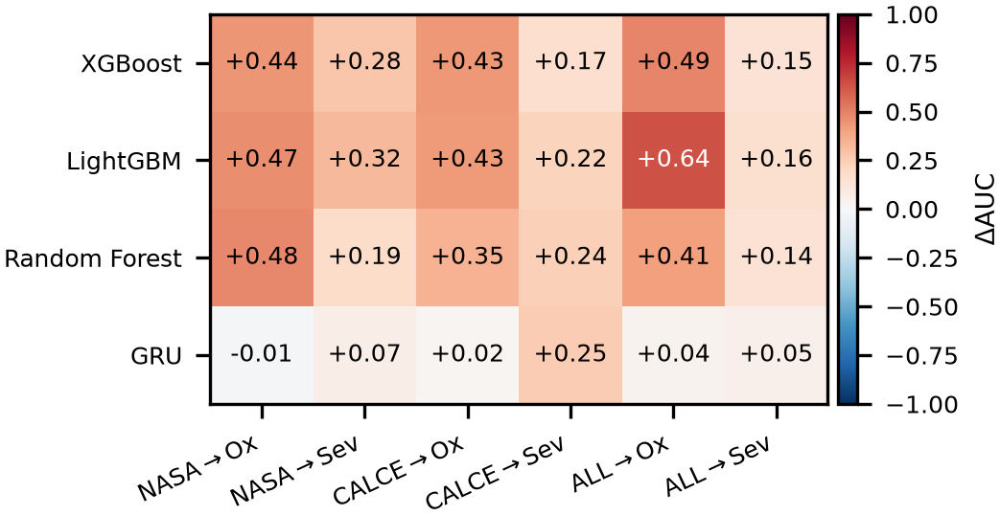 XGBoost +0.44 +0.28 +0.43 +0.17 +0.49 +0.15
LightGBM +0.47 +0.32 +0.43 +0.22 +0.64 +0.16
Random Forest +0.48 +0.19 +0.35 +0.24 +0.41 +0.14
GRU -0.01 +0.07 +0.02 +0.25 +0.04 +0.05
NASA→Ox NASA→Sev CALCE→Ox CALCE→Sev ALL→Ox ALL→Sev
1.00
0.75
0.50
0.25
0.00
−0.25
−0.50
−0.75
−1.00
ΔAUC